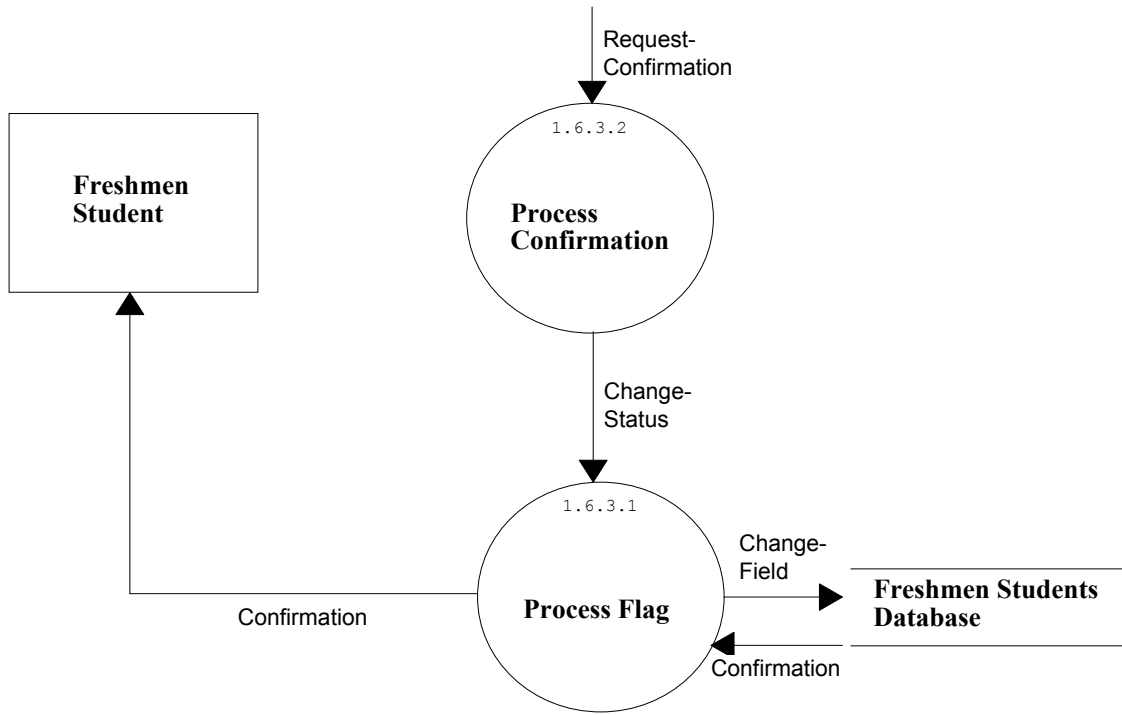 Request-
Confirmation
1.6.3.2
Freshmen
Student
Process
Confirmation
Change-
Status
1.6.3.1
Change-
Field
Freshmen Students
Database
Process Flag
Confirmation
Confirmation